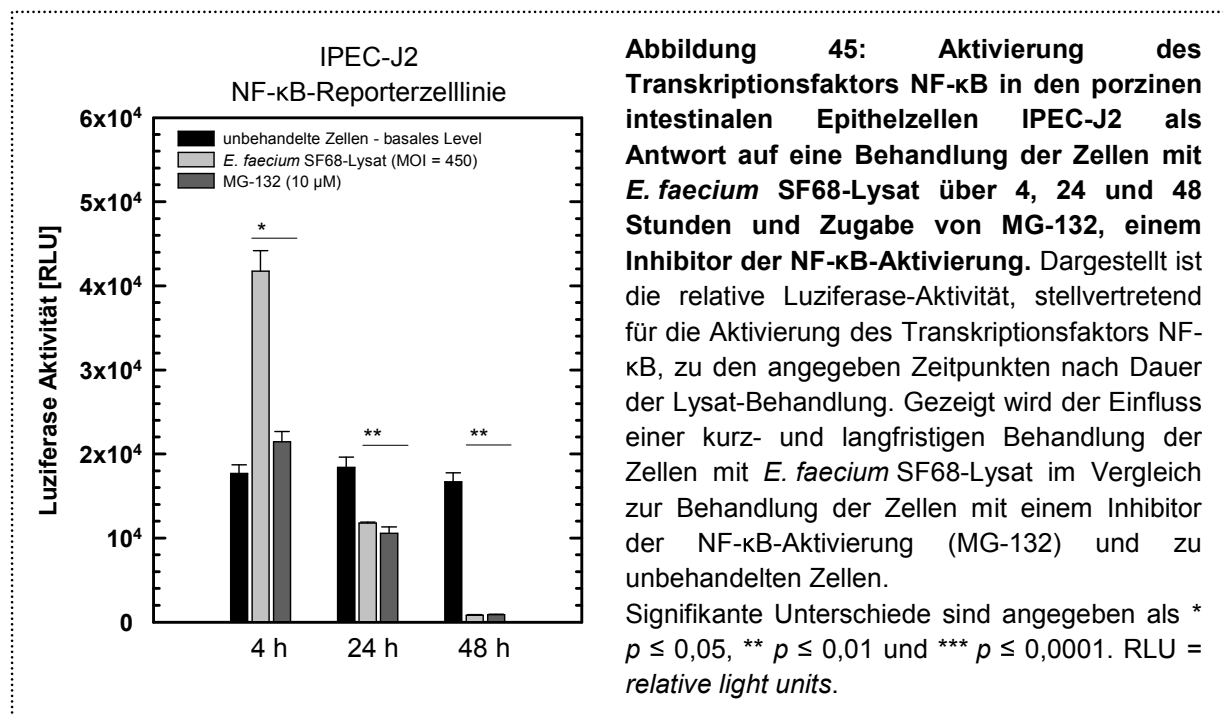 IPEC-J2
NF-κB-Reporterzelllinie
6x10⁴
5x10⁴
4x10⁴
3x10⁴
2x10⁴
10⁴
0
Luziferase Aktivität [RLU]
unbehandelte Zellen - basales Level
E. faecium SF68-Lysat (MOI = 450)
MG-132 (10 µM)
*
**
**
4 h 24 h 48 h
Abbildung 45: Aktivierung des
Transkriptionsfaktors NF-κB in den porzinen
intestinalen Epithelzellen IPEC-J2 als
Antwort auf eine Behandlung der Zellen mit
E. faecium SF68-Lysat über 4, 24 und 48
Stunden und Zugabe von MG-132, einem
Inhibitor der NF-κB-Aktivierung. Dargestellt ist
die relative Luziferase-Aktivität, stellvertretend
für die Aktivierung des Transkriptionsfaktors NF-
κB, zu den angegebenen Zeitpunkten nach Dauer
der Lysat-Behandlung. Gezeigt wird der Einfluss
einer kurz- und langfristigen Behandlung der
Zellen mit E. faecium SF68-Lysat im Vergleich
zur Behandlung der Zellen mit einem Inhibitor
der NF-κB-Aktivierung (MG-132) und zu
unbehandelten Zellen.
Signifikante Unterschiede sind angegeben als *
p ≤ 0,05, ** p ≤ 0,01 und *** p ≤ 0,0001. RLU =
relative light units.